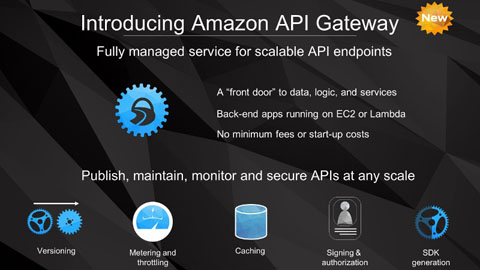 Introducing Amazon API Gateway
New
Fully managed service for scalable API endpoints
A “front door” to data, logic, and services
Back-end apps running on EC2 or Lambda
No minimum fees or start-up costs
Publish, maintain, monitor and secure APIs at any scale
Versioning
Metering and
throttling
Caching
Signing &
authorization
SDK
generation